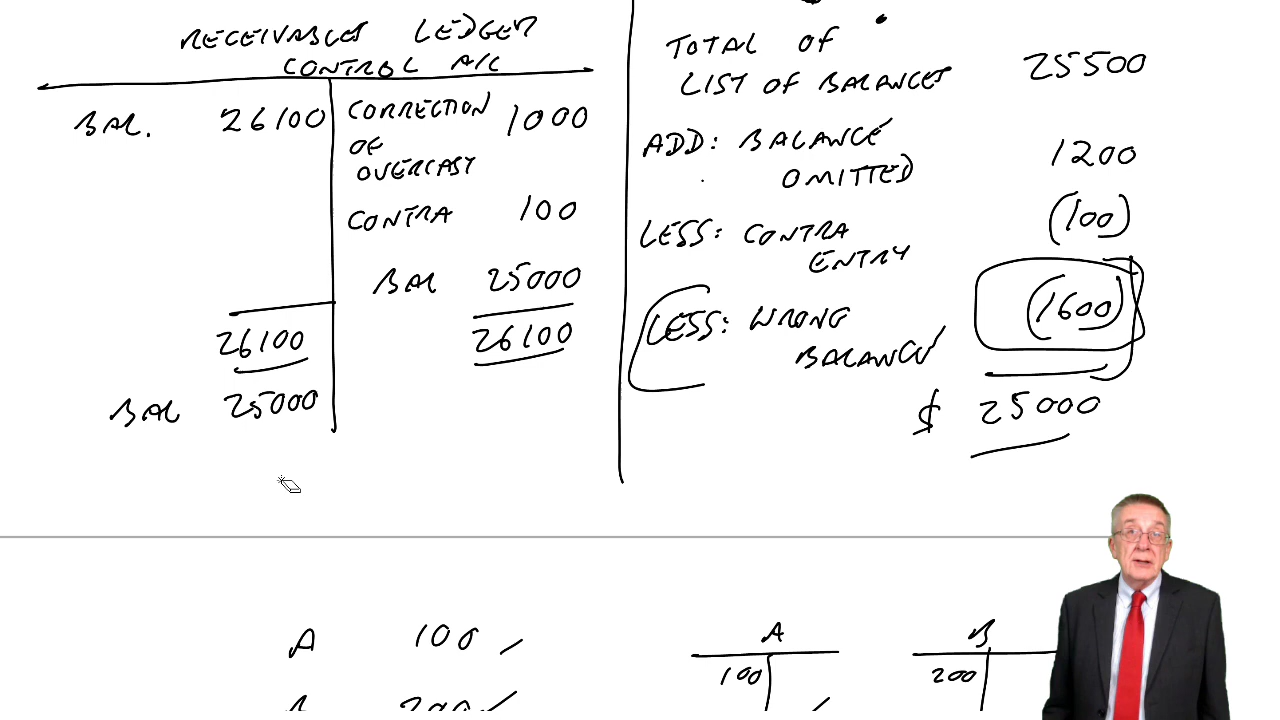 RECEIVABLES LEDGER
CONTROL A/C
BAL. 26100
CORRECTION 1000
OF
OVERCAST
CONTRA 100
BAL 25000
26100 26100
BAL 25000
TOTAL OF
LIST OF BALANCES 25500
ADD: BALANCE
OMITTED 1200
LESS: CONTRA (100)
ENTRY
LESS: WRONG (1600)
BALANCE
$ 25000
A 100
B 200
A
100
B
200